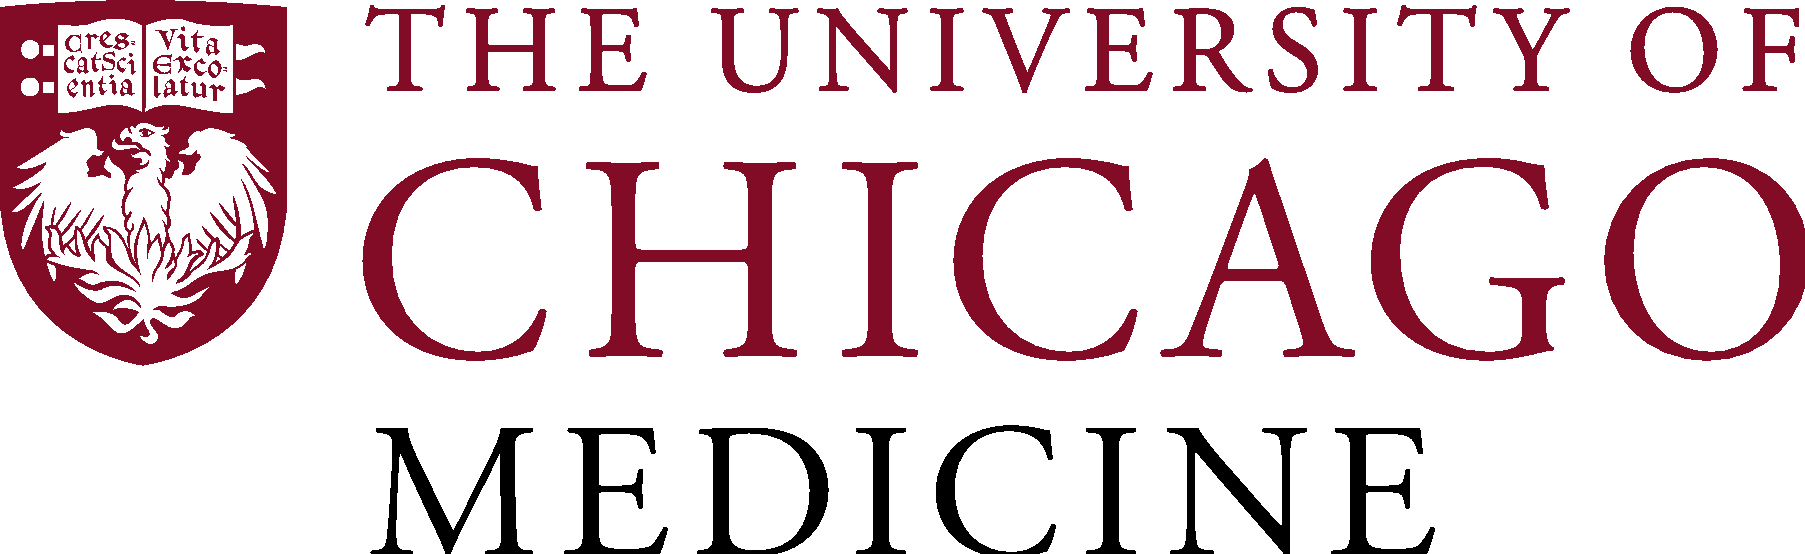 Cres-
cat Sci
entia
Vita
Exco-
latur
THE UNIVERSITY OF
CHICAGO
MEDICINE